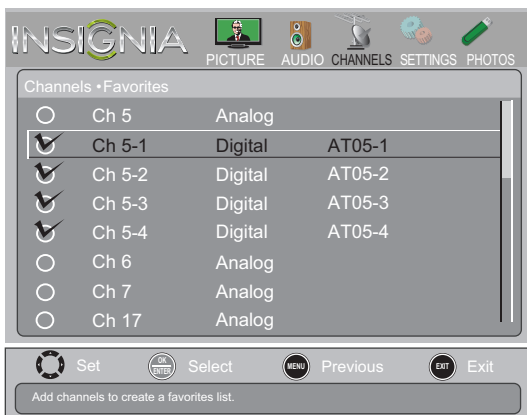 INSIGNIA
PICTURE AUDIO CHANNELS SETTINGS PHOTOS
Channels •Favorites
Ch 5 Analog
Ch 5-1 Digital AT05-1
Ch 5-2 Digital AT05-2
Ch 5-3 Digital AT05-3
Ch 5-4 Digital AT05-4
Ch 6 Analog
Ch 7 Analog
Ch 17 Analog
Set OK ENTER Select MENU Previous EXIT Exit
Add channels to create a favorites list.